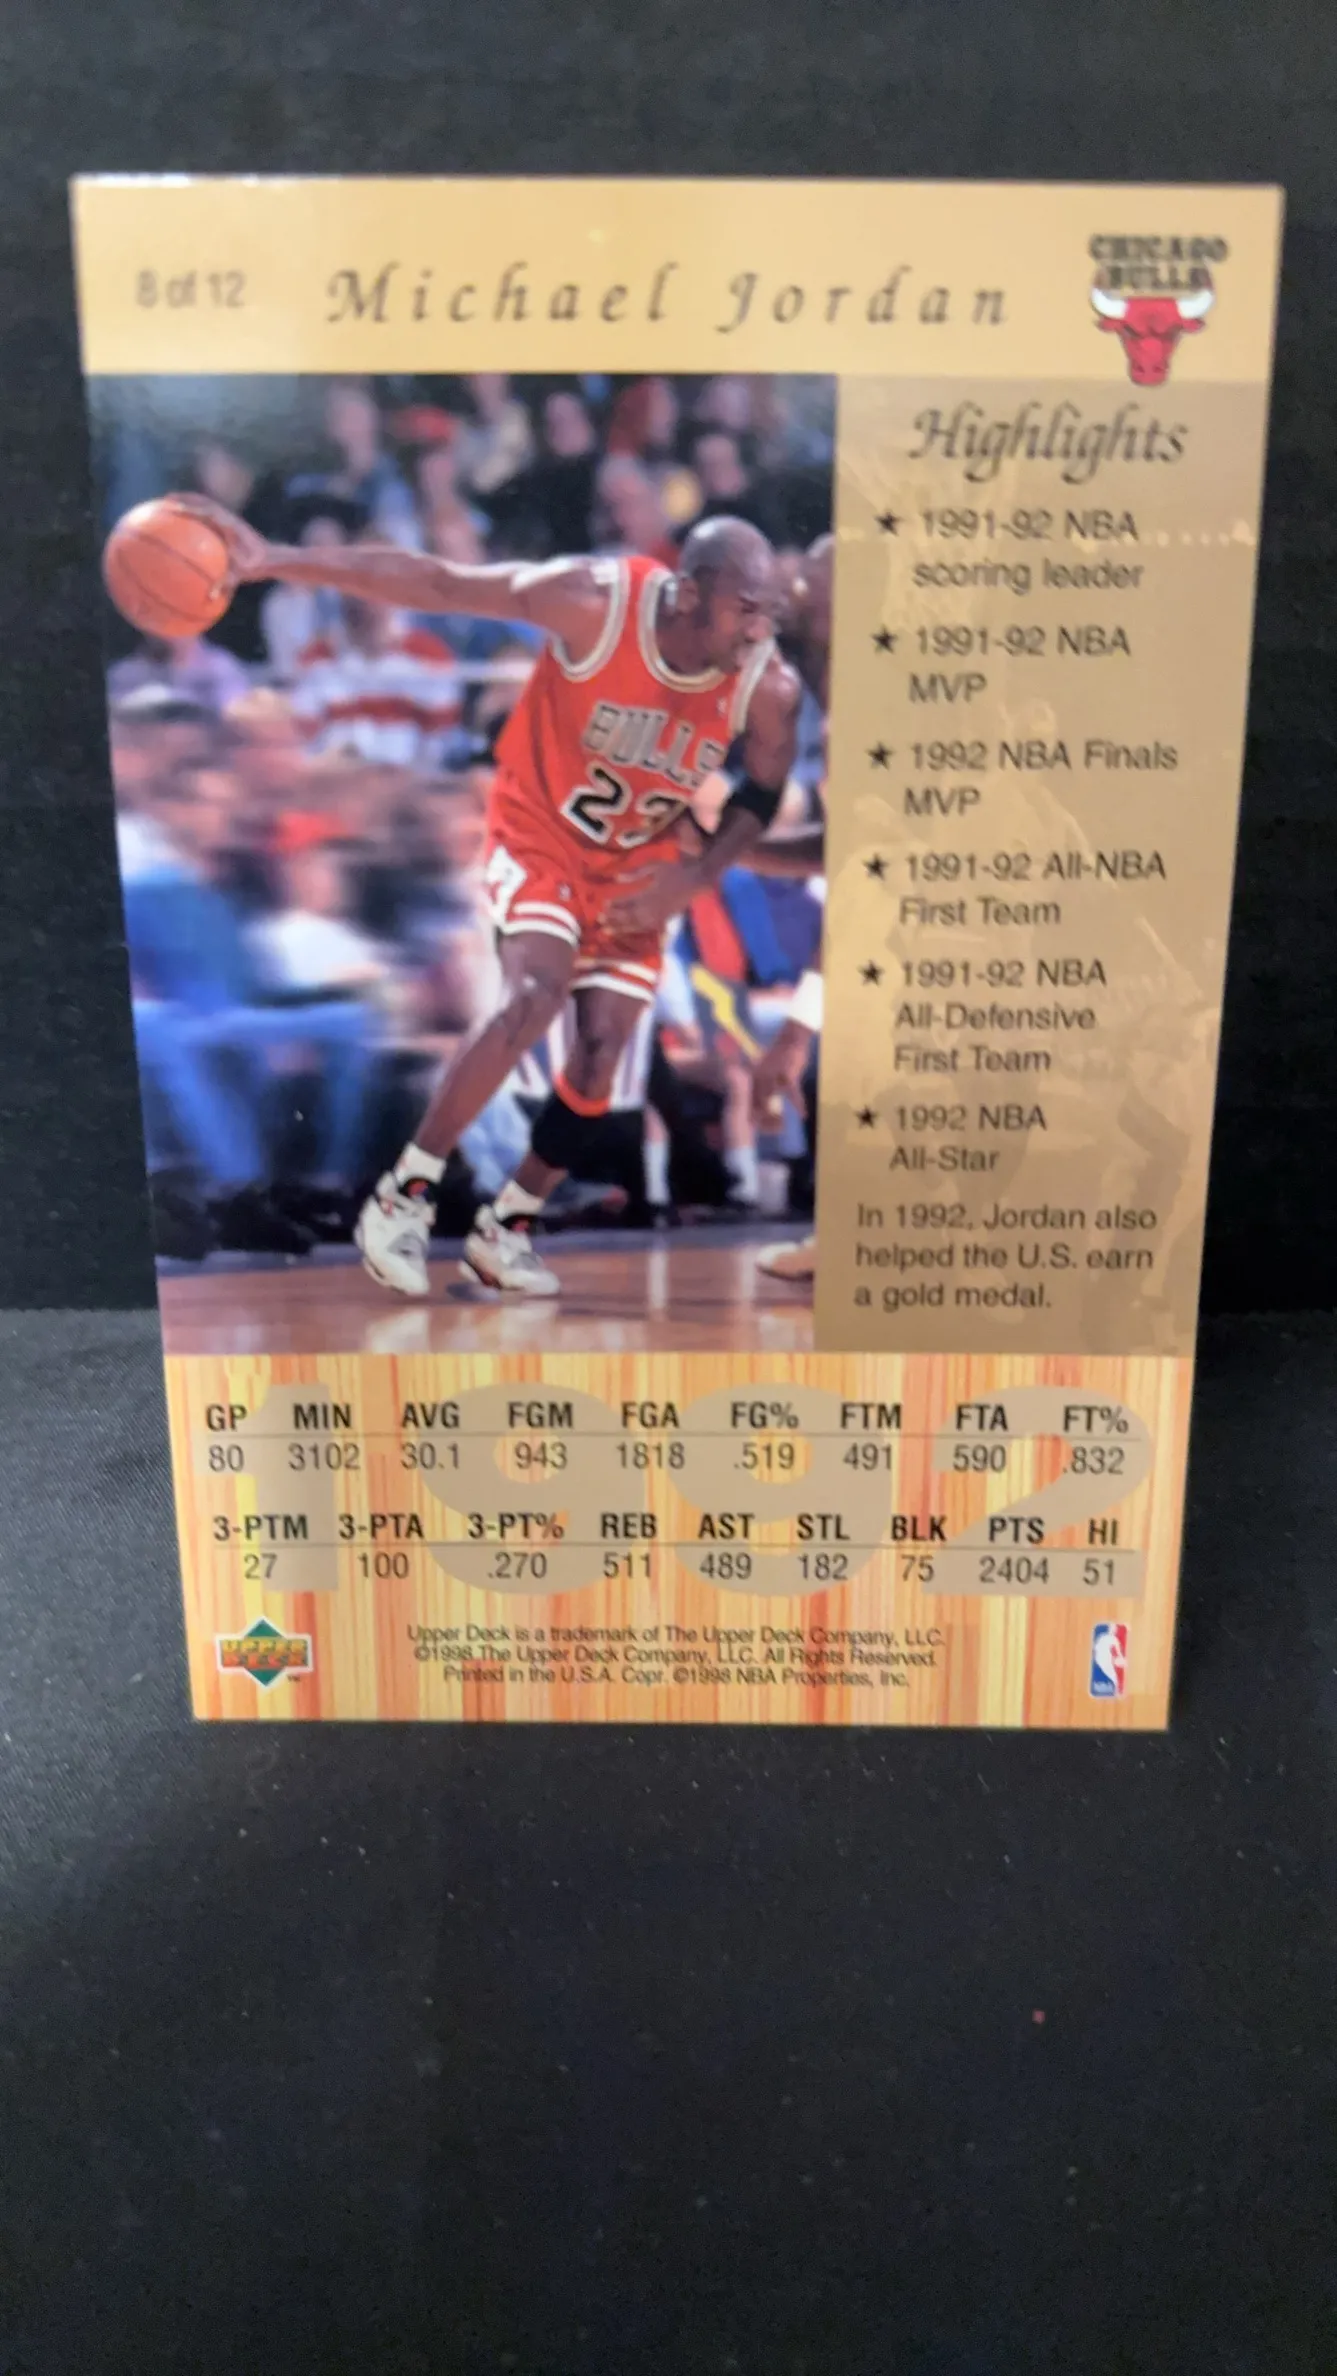 8 of 12 Michael Jordan
CHICAGO
BULLS
Highlights
★ 1991-92 NBA
scoring leader
★ 1991-92 NBA
MVP
★ 1992 NBA Finals
MVP
★ 1991-92 All-NBA
First Team
★ 1991-92 NBA
All-Defensive
First Team
★ 1992 NBA
All-Star
In 1992, Jordan also
helped the U.S. earn
a gold medal.
BULLS
23
1992
GP MIN AVG FGM FGA FG% FTM FTA FT%
80 3102 30.1 943 1818 .519 491 590 .832
3-PTM 3-PTA 3-PT% REB AST STL BLK PTS HI
27 100 .270 511 489 182 75 2404 51
UPPER
DECK
™
Upper Deck is a trademark of The Upper Deck Company, LLC.
©1998 The Upper Deck Company, LLC. All Rights Reserved.
Printed in the U.S.A. Copr. ©1998 NBA Properties, Inc.
NBA